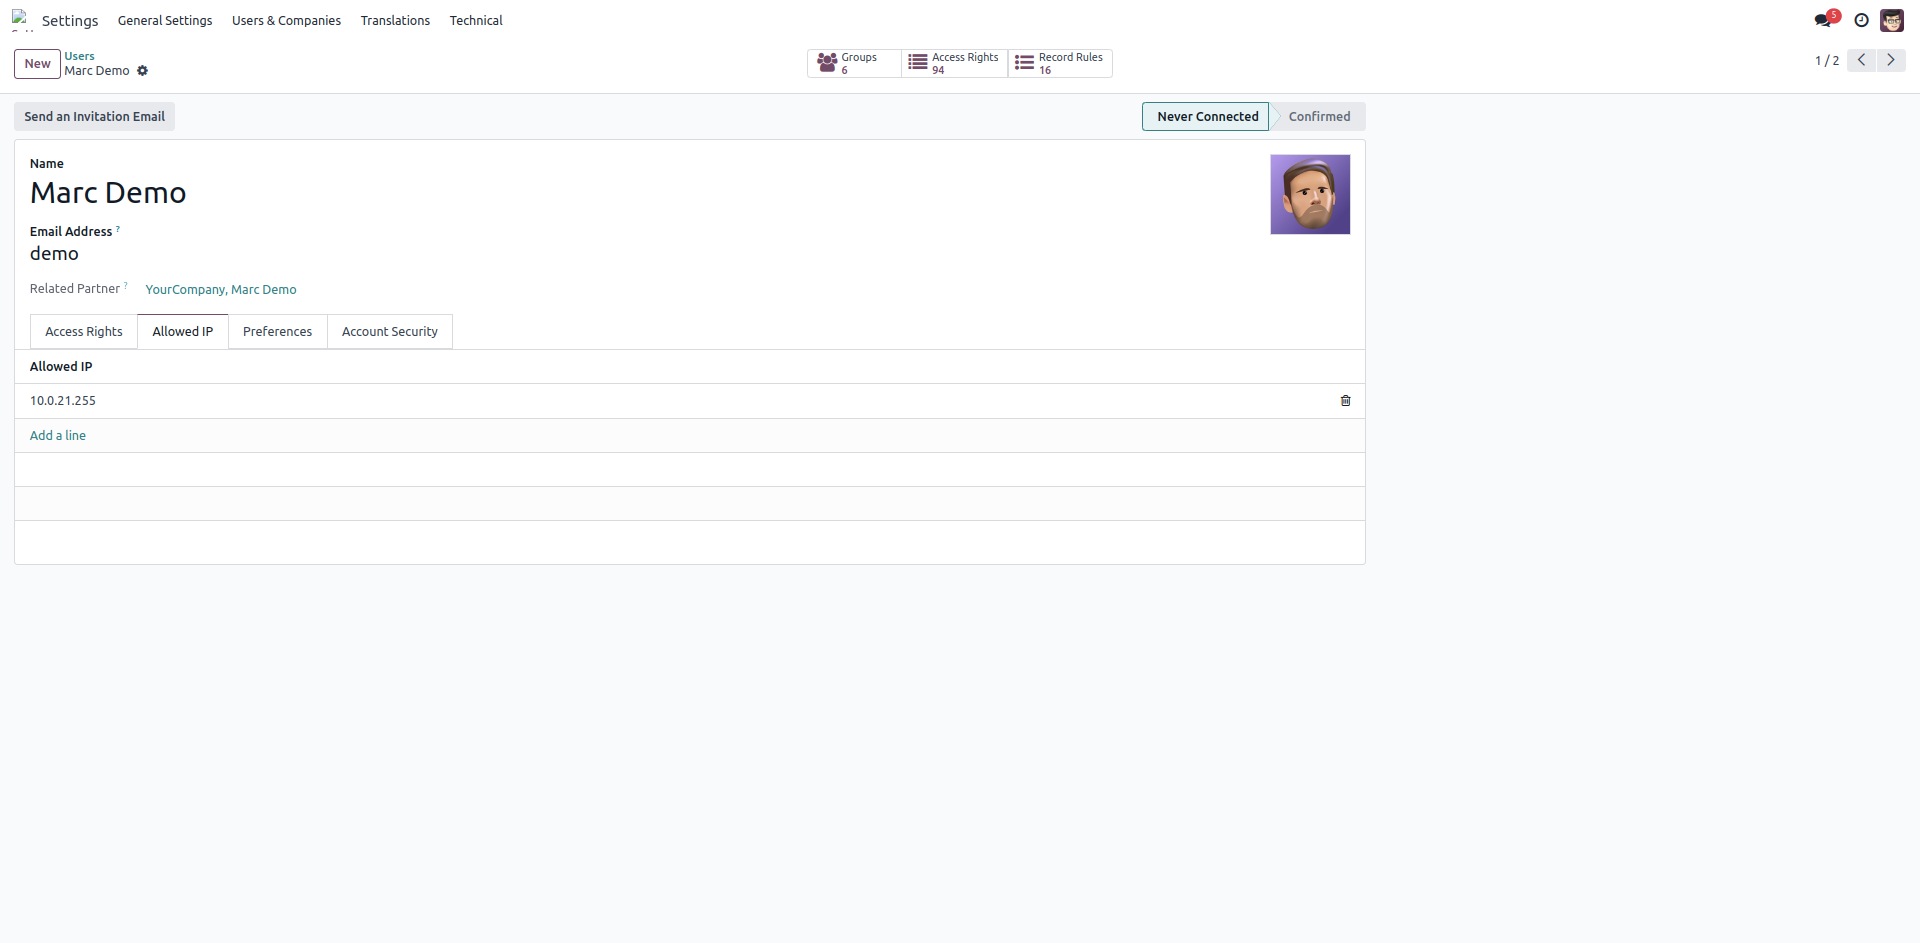 Settings General Settings Users & Companies Translations Technical 5
New Users Groups Access Rights Record Rules 1 / 2
Marc Demo 6 94 16
Send an Invitation Email Never Connected Confirmed
Name
Marc Demo
Email Address ?
demo
Related Partner ? YourCompany, Marc Demo
Access Rights Allowed IP Preferences Account Security
Allowed IP
10.0.21.255
Add a line